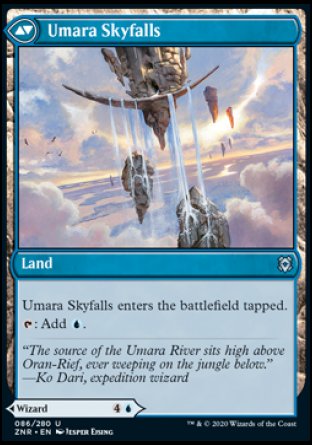 Umara Skyfalls
Land
Umara Skyfalls enters the battlefield tapped.
: Add .
“The source of the Umara River sits high above
Oran-Rief, ever weeping on the jungle below.”
—Ko Dari, expedition wizard
Wizard 4
086/280 U
ZNR • EN Jesper Ejsing
™ & © 2020 Wizards of the Coast